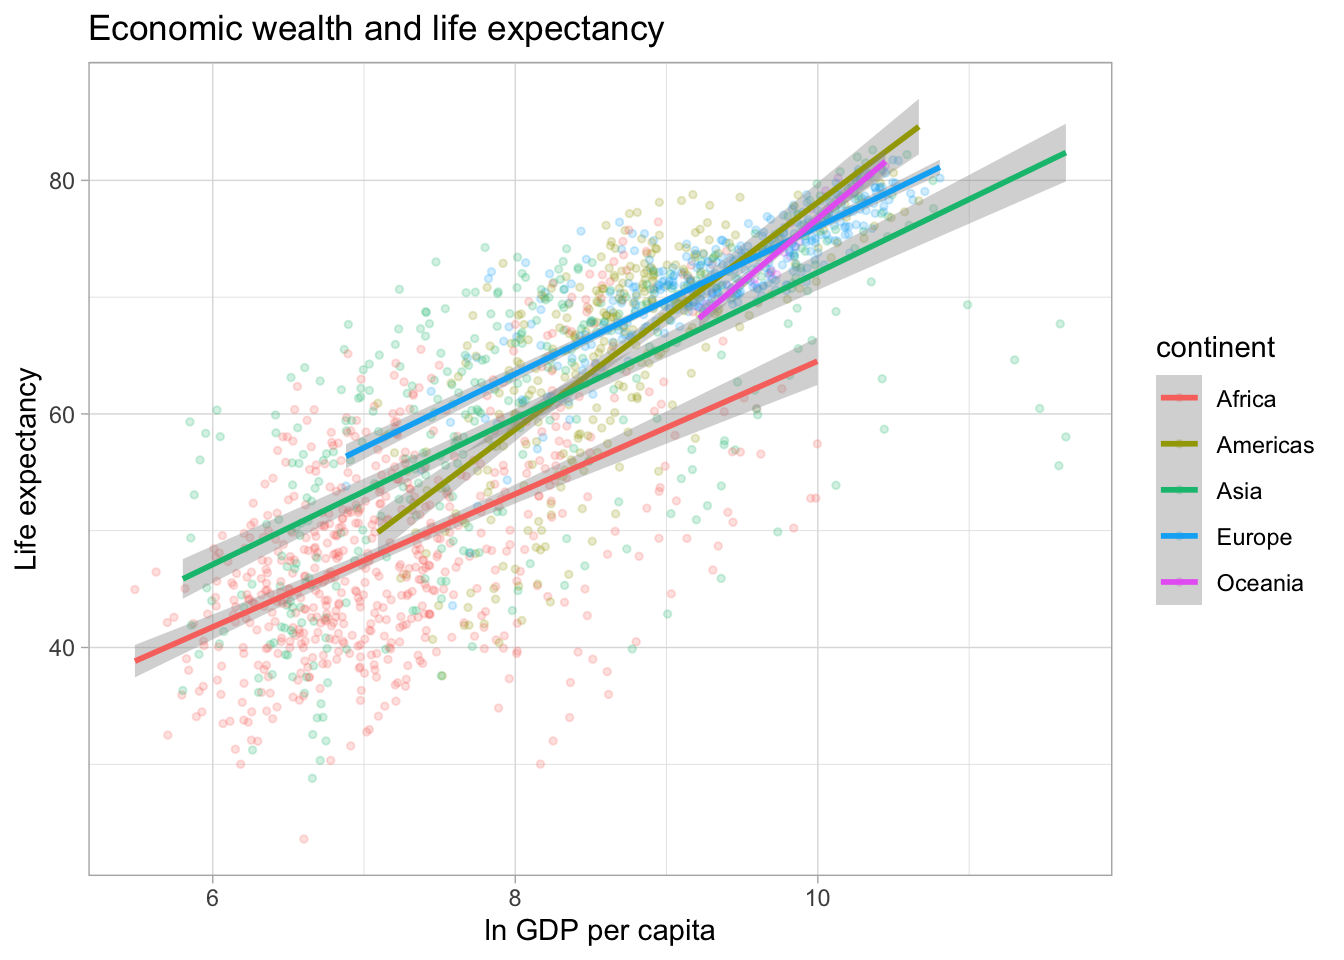 Economic wealth and life expectancy
80
60
40
Life expectancy
6 8 10
ln GDP per capita
continent
Africa
Americas
Asia
Europe
Oceania